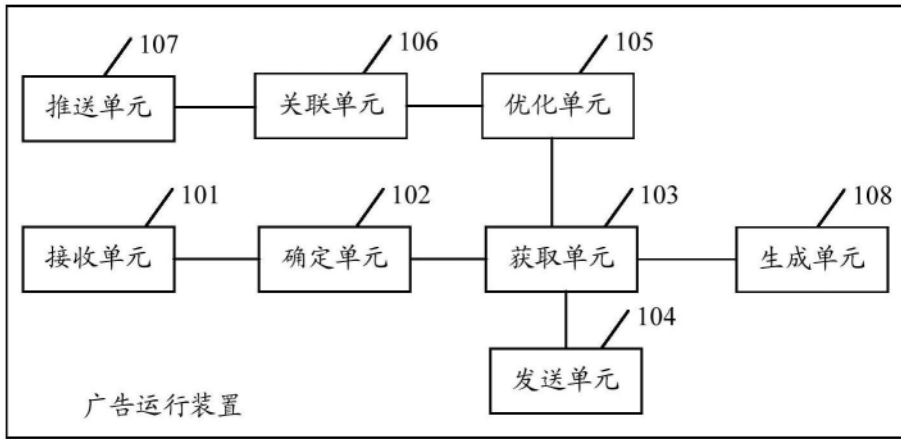 107
106
105
推送单元
关联单元
优化单元
101
102
103
108
接收单元
确定单元
获取单元
生成单元
104
发送单元
广告运行装置